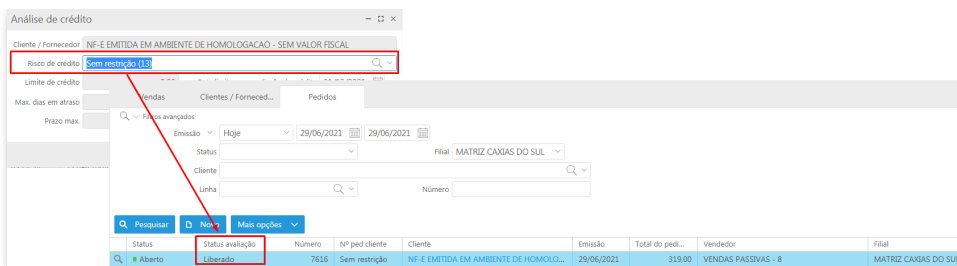 Análise de crédito
Cliente / Fornecedor NF-E EMITIDA EM AMBIENTE DE HOMOLOGACAO - SEM VALOR FISCAL
Risco de crédito Sem restrição (13)
Limite de crédito
Max. dias em atraso
Prazo max.
Vendas Clientes / Forneced... Pedidos
Filtros avançados
Emissão Hoje 29/06/2021 29/06/2021
Status Filial MATRIZ CAXIAS DO SUL
Cliente
Linha Número
Pesquisar Novo Mais opções
Status Status avaliação Número Nº ped cliente Cliente Emissão Total do pedi... Vendedor Filial
Aberto Liberado 7616 Sem restrição NF-E EMITIDA EM AMBIENTE DE HOMOLO... 29/06/2021 319.00 VENDAS PASSIVAS - 8 MATRIZ CAXIAS DO SU